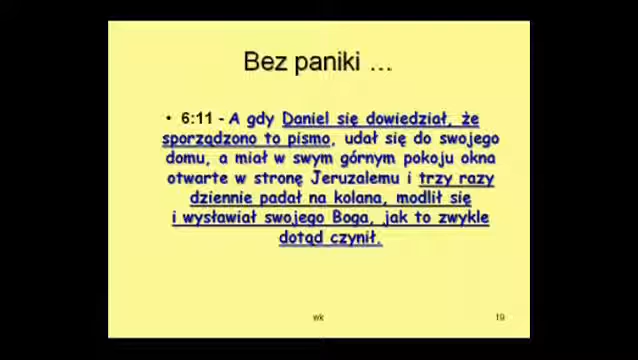 Bez paniki ...
• 6:11 - A gdy Daniel się dowiedział, że
sporządzono to pismo, udał się do swojego
domu, a miał w swym górnym pokoju okna
otwarte w stronę Jeruzalemu i trzy razy
dziennie padał na kolana, modlił się
i wysławiał swojego Boga, jak to zwykle
dotąd czynił.
wk
19